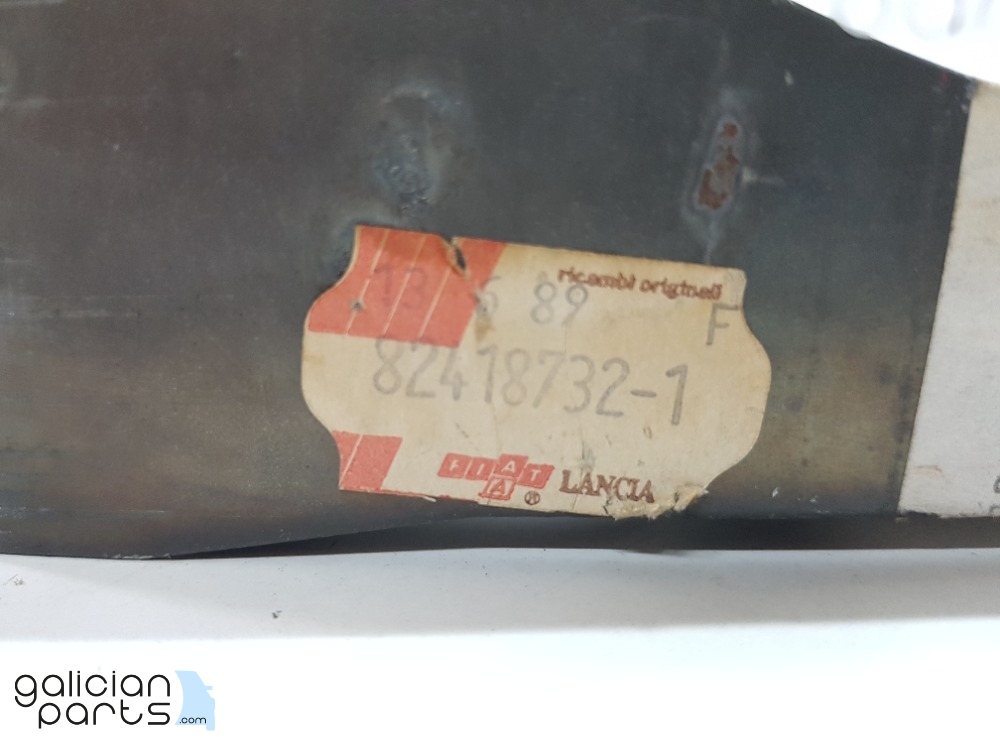 ricambi originali
13 6 89
F
82418732-1
FIAT
A ® LANCIA
galician
parts.com